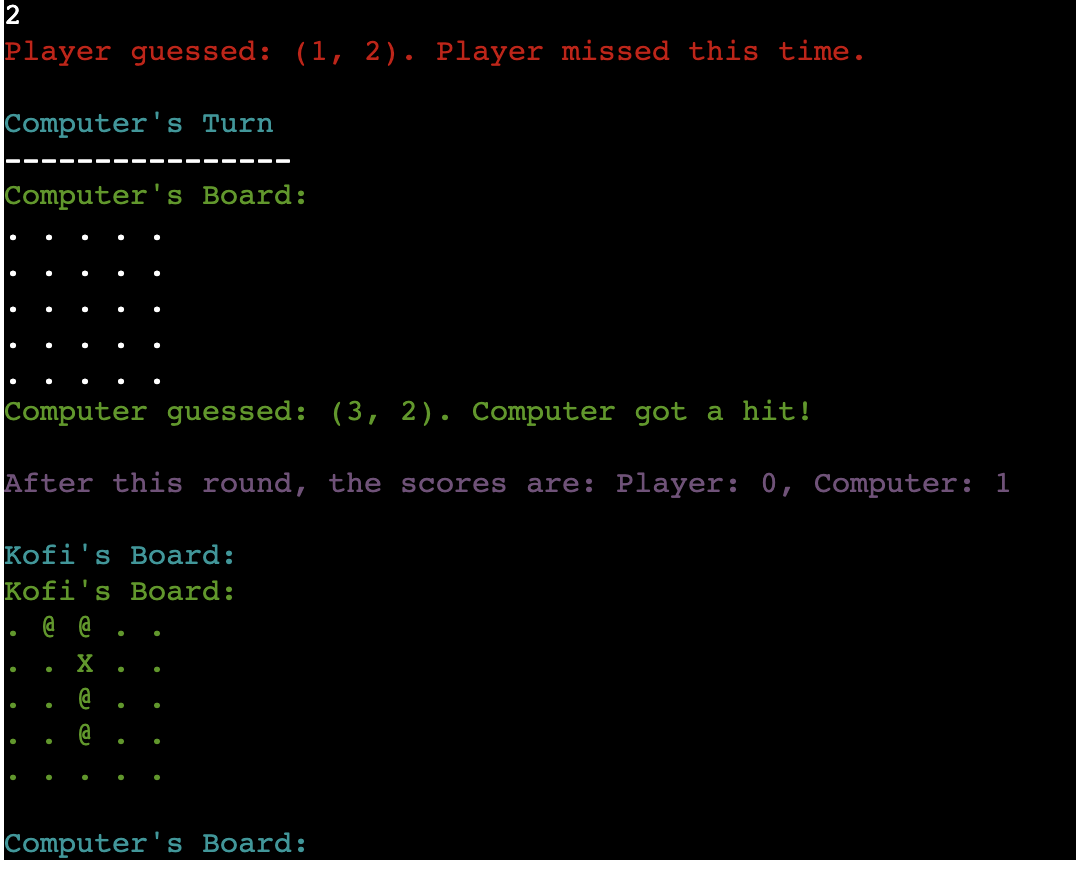 2
Player guessed: (1, 2). Player missed this time.
Computer's Turn
----------------
Computer's Board:
. . . . .
. . . . .
. . . . .
. . . . .
. . . . .
Computer guessed: (3, 2). Computer got a hit!
After this round, the scores are: Player: 0, Computer: 1
Kofi's Board:
Kofi's Board:
. @ @ . .
. . X . .
. . @ . .
. . @ . .
. . . . .
Computer's Board: